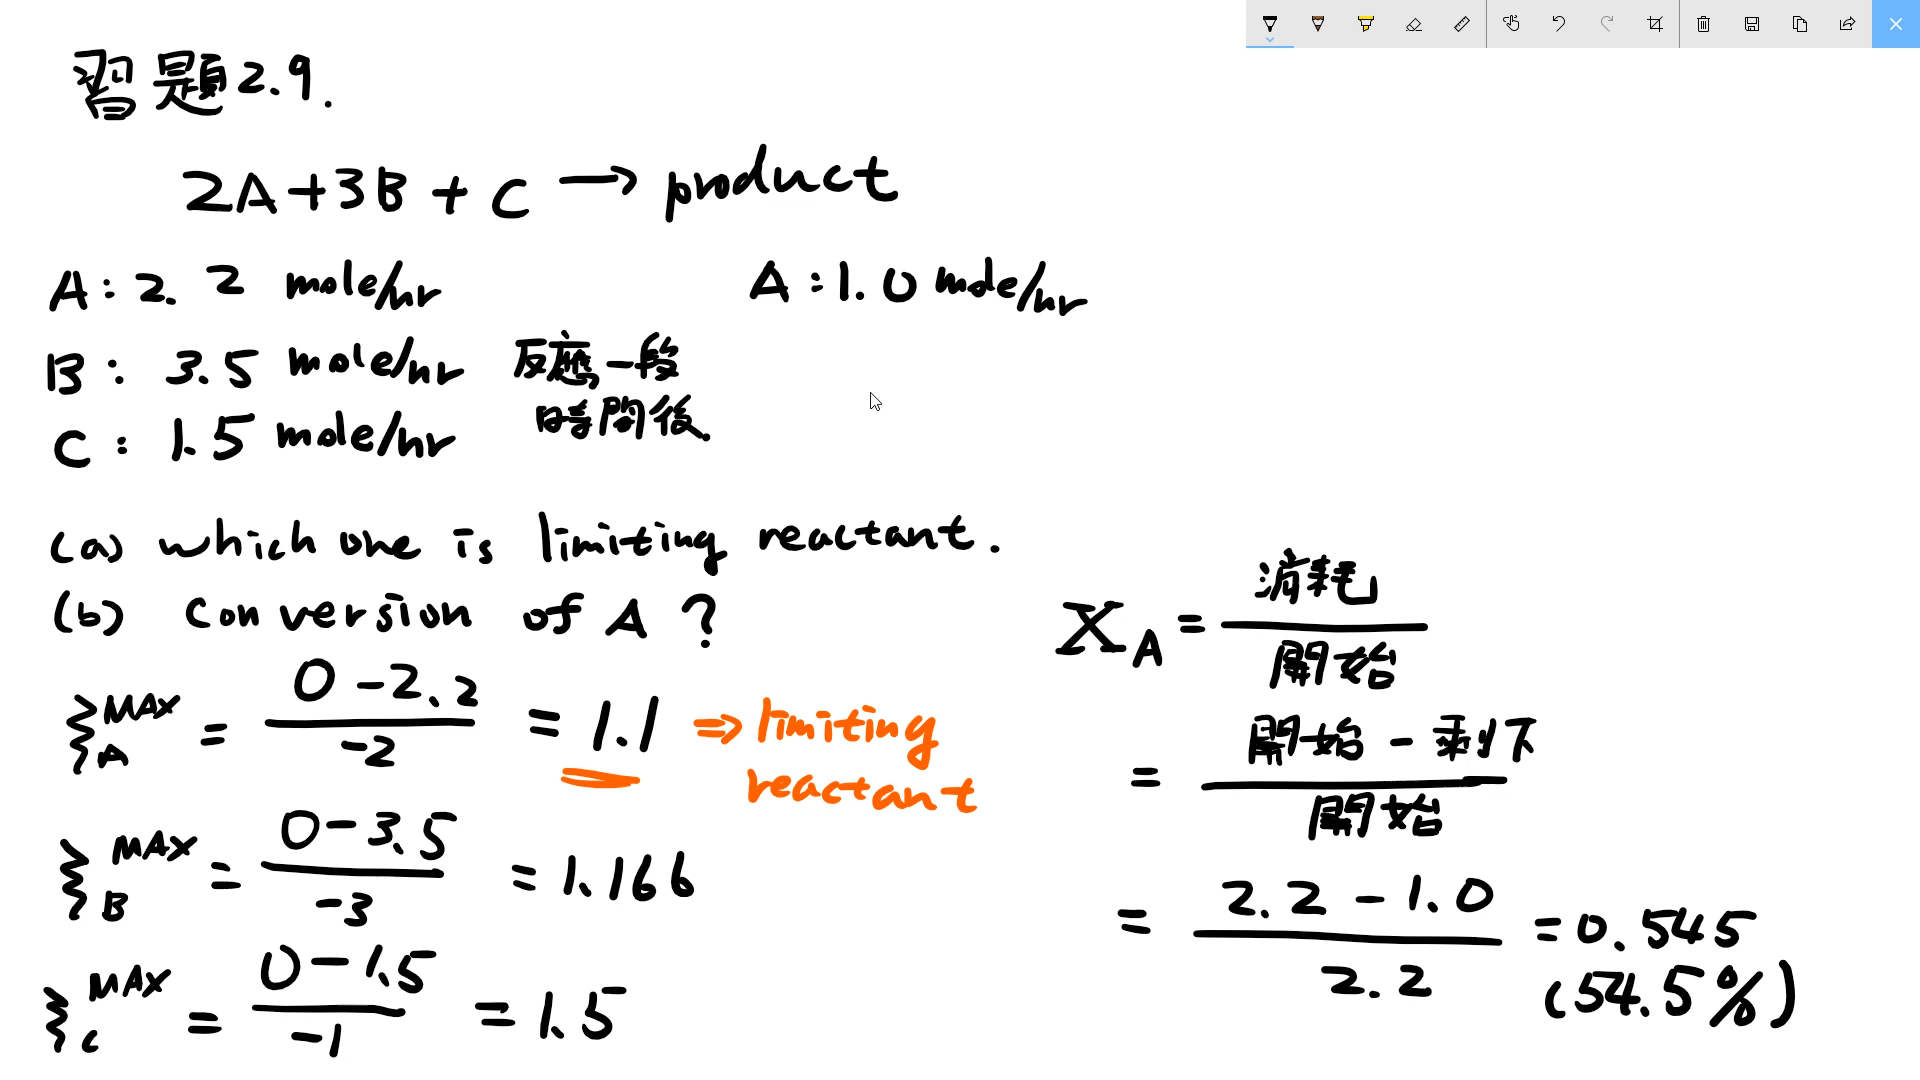 習題2.9.
2A+3B+C→product
A:2.2 mole/hr
B:3.5 mole/hr
C:1.5 mole/hr
反應一段
時間後.
A:1.0 mole/hr
(a) which one is limiting reactant.
(b) conversion of A?
ξ_A^MAX = (0-2.2)/(-2) = 1.1 ⇒ limiting
reactant
ξ_B^MAX = (0-3.5)/(-3) = 1.166
ξ_C^MAX = (0-1.5)/(-1) = 1.5
X_A = 消耗/開始
= (開始-剩下)/開始
= (2.2-1.0)/2.2 = 0.545
(54.5%)